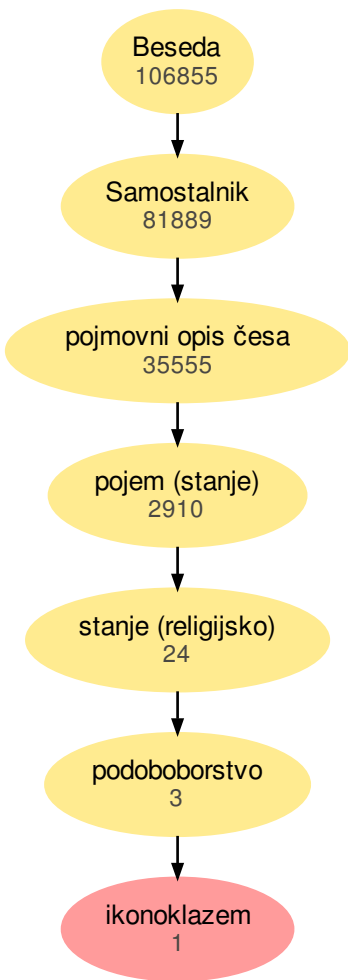 Beseda
106855
Samostalnik
81889
pojmovni opis česa
35555
pojem (stanje)
2910
stanje (religijsko)
24
podoboborstvo
3
ikonoklazem
1